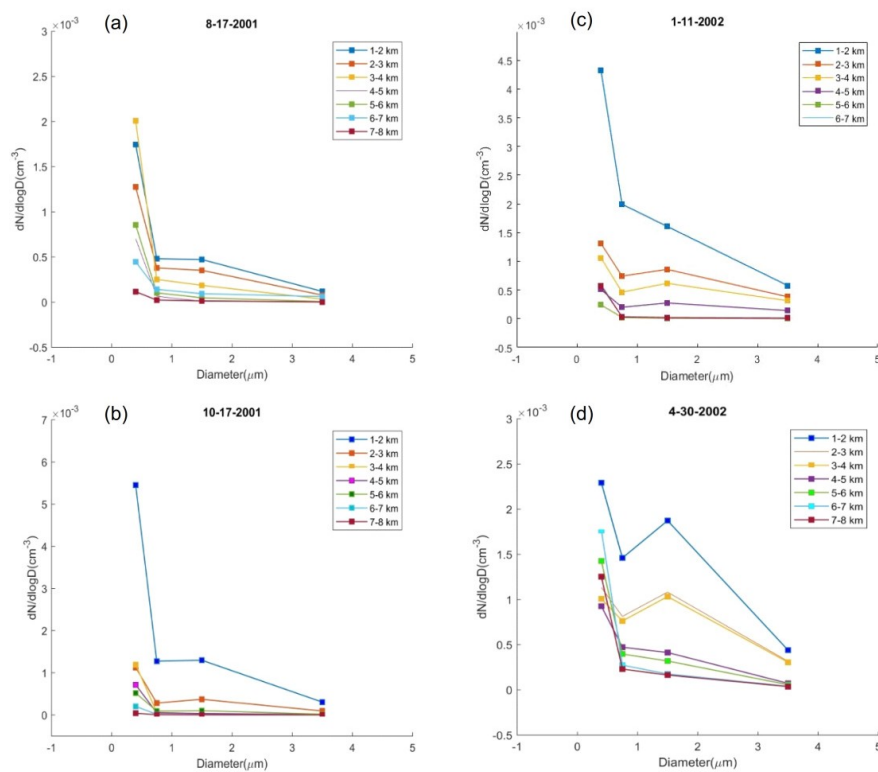 (a)
8-17-2001
×10⁻³
3
2.5
2
1.5
1
0.5
0
-0.5
dN/dlogD(cm⁻³)
-1 0 1 2 3 4 5
Diameter(μm)
1-2 km
2-3 km
3-4 km
4-5 km
5-6 km
6-7 km
7-8 km
(c)
1-11-2002
×10⁻³
4.5
4
3.5
3
2.5
2
1.5
1
0.5
0
-0.5
dN/dlogD(cm⁻³)
-1 0 1 2 3 4 5
Diameter(μm)
1-2 km
2-3 km
3-4 km
4-5 km
5-6 km
6-7 km
(b)
10-17-2001
×10⁻³
7
6
5
4
3
2
1
0
dN/dlogD(cm⁻³)
-1 0 1 2 3 4 5
Diameter(μm)
1-2 km
2-3 km
3-4 km
4-5 km
5-6 km
6-7 km
7-8 km
(d)
4-30-2002
×10⁻³
3
2.5
2
1.5
1
0.5
0
-0.5
dN/dlogD(cm⁻³)
-1 0 1 2 3 4 5
Diameter(μm)
1-2 km
2-3 km
3-4 km
4-5 km
5-6 km
6-7 km
7-8 km